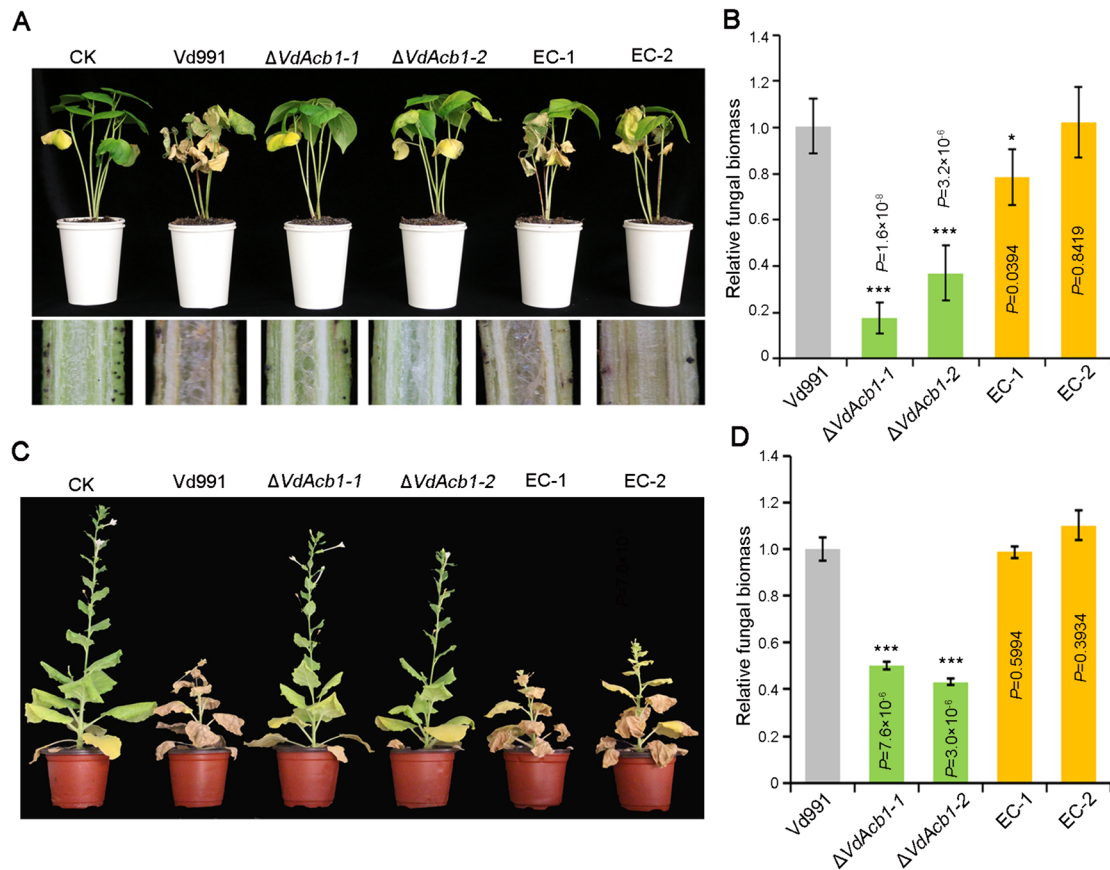 A
CK Vd991 ΔVdAcb1-1 ΔVdAcb1-2 EC-1 EC-2
B
Relative fungal biomass
1.4
1.2
1.0
0.8
0.6
0.4
0.2
0
***
P=1.6×10⁻⁸
***
P=3.2×10⁻⁶
*
P=0.0394
P=0.8419
Vd991
ΔVdAcb1-1
ΔVdAcb1-2
EC-1
EC-2
C
CK Vd991 ΔVdAcb1-1 ΔVdAcb1-2 EC-1 EC-2
D
Relative fungal biomass
1.4
1.2
1.0
0.8
0.6
0.4
0.2
0
***
P=7.6×10⁻⁶
***
P=3.0×10⁻⁶
P=0.5994
P=0.3934
Vd991
ΔVdAcb1-1
ΔVdAcb1-2
EC-1
EC-2